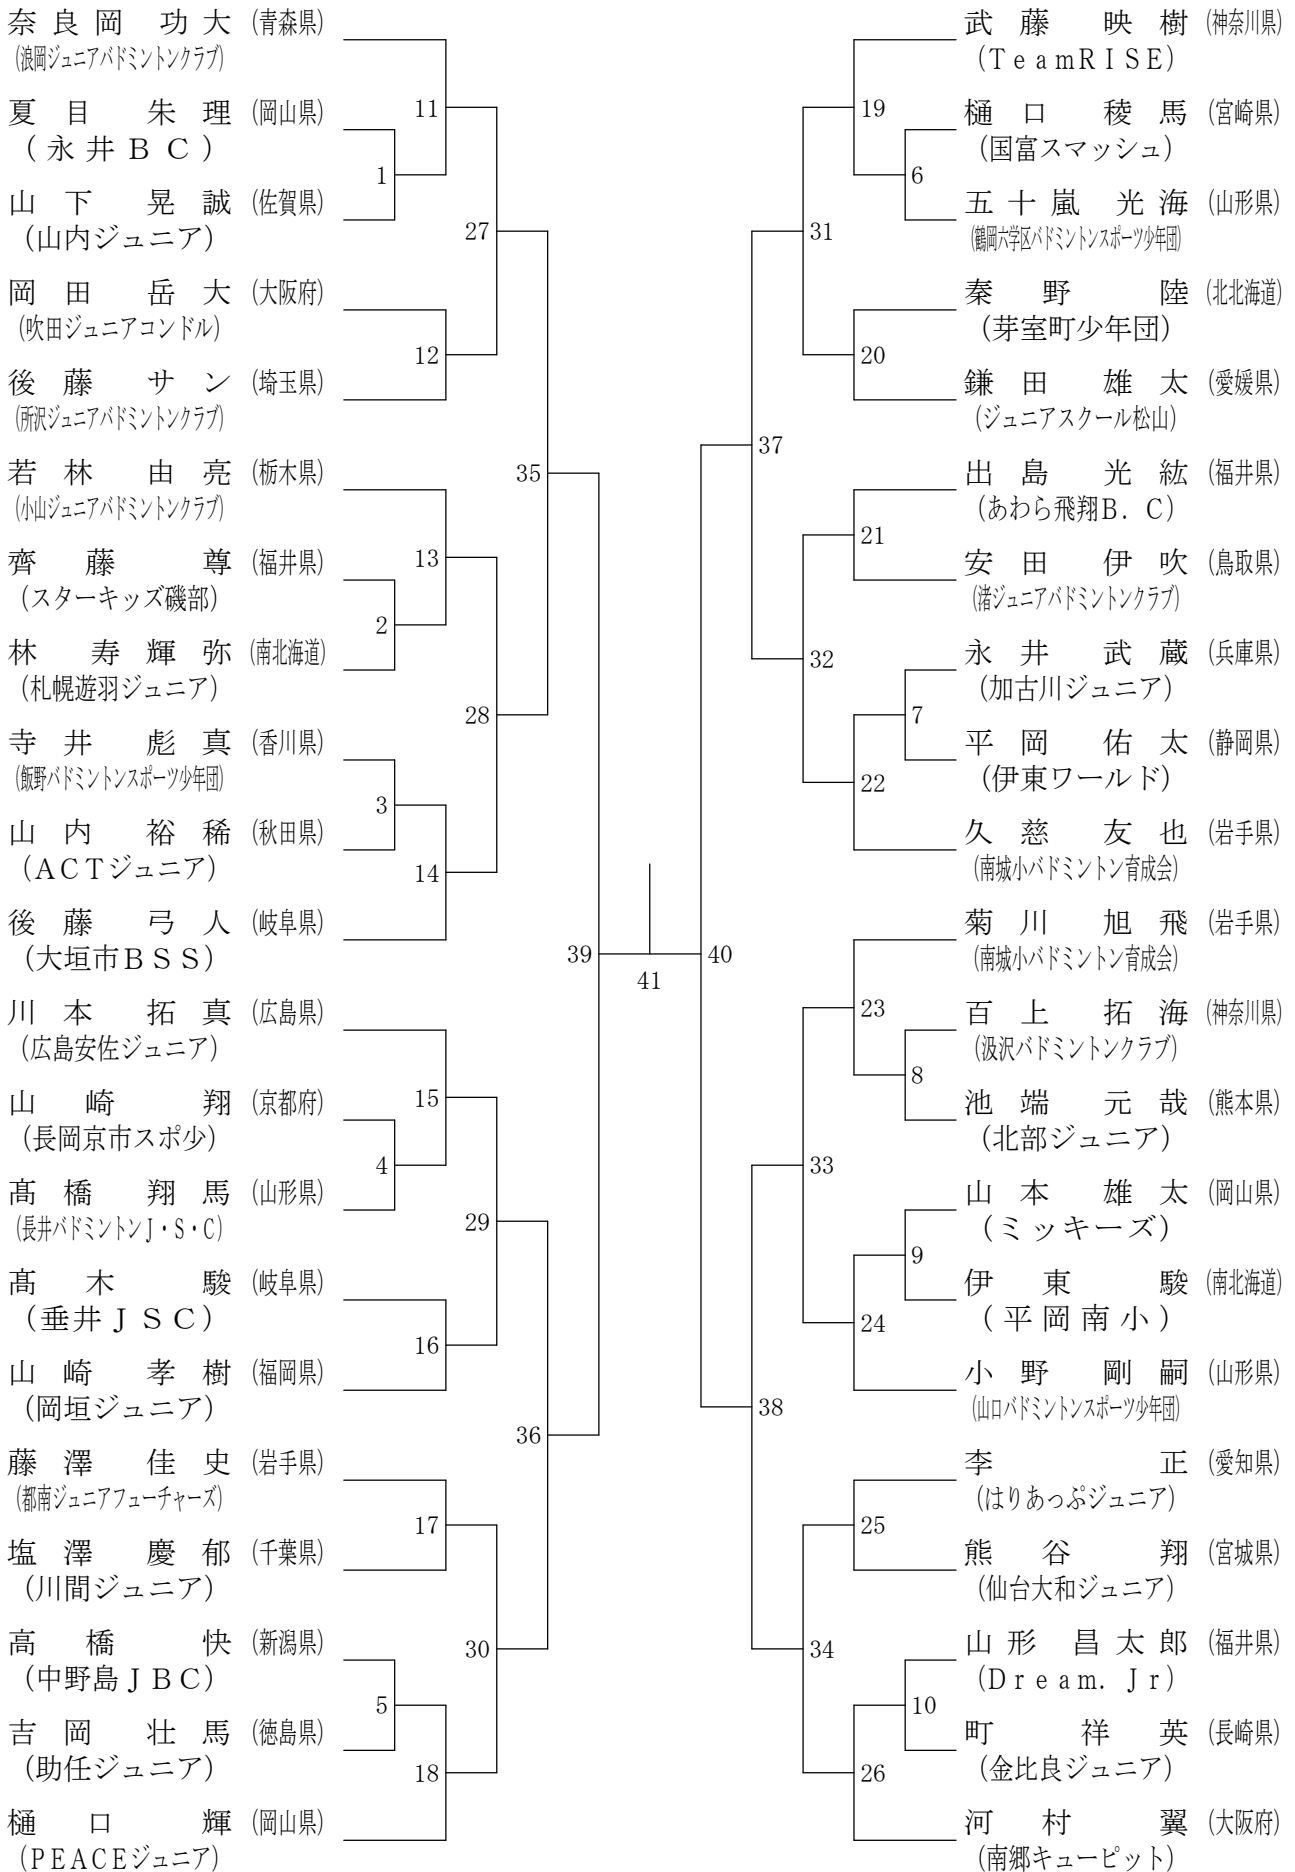 奈良岡 功大 (青森県)
(浪岡ジュニアバドミントンクラブ)
夏目 朱理 (岡山県)
(永井BC)
山下 晃誠 (佐賀県)
(山内ジュニア)
岡田 岳大 (大阪府)
(吹田ジュニアコンドル)
後藤 サン (埼玉県)
(所沢ジュニアバドミントンクラブ)
若林 由亮 (栃木県)
(小山ジュニアバドミントンクラブ)
齊藤 尊 (福井県)
(スターキッズ磯部)
林 寿輝弥 (南北海道)
(札幌遊羽ジュニア)
寺井 彪真 (香川県)
(飯野バドミントンスポーツ少年団)
山内 裕稀 (秋田県)
(ACTジュニア)
後藤 弓人 (岐阜県)
(大垣市BSS)
川本 拓真 (広島県)
(広島安佐ジュニア)
山崎 翔 (京都府)
(長岡京市スポ少)
髙橋 翔馬 (山形県)
(長井バドミントンJ・S・C)
髙木 駿 (岐阜県)
(垂井JSC)
山崎 孝樹 (福岡県)
(岡垣ジュニア)
藤澤 佳史 (岩手県)
(都南ジュニアフューチャーズ)
塩澤 慶郁 (千葉県)
(川間ジュニア)
高橋 快 (新潟県)
(中野島JBC)
吉岡 壮馬 (徳島県)
(助任ジュニア)
樋口 輝 (岡山県)
(PEACEジュニア)
1
2
3
4
5
11
12
13
14
15
16
17
18
27
28
29
30
35
36
39
41
40
37
38
31
32
33
34
19
20
21
22
23
24
25
26
6
7
8
9
10
武藤 映樹 (神奈川県)
(TeamRISE)
樋口 稜馬 (宮崎県)
(国富スマッシュ)
五十嵐 光海 (山形県)
(鶴岡六学区バドミントンスポーツ少年団)
秦野 陸 (北北海道)
(芽室町少年団)
鎌田 雄太 (愛媛県)
(ジュニアスクール松山)
出島 光紘 (福井県)
(あわら飛翔B.C)
安田 伊吹 (鳥取県)
(渚ジュニアバドミントンクラブ)
永井 武蔵 (兵庫県)
(加古川ジュニア)
平岡 佑太 (静岡県)
(伊東ワールド)
久慈 友也 (岩手県)
(南城小バドミントン育成会)
菊川 旭飛 (岩手県)
(南城小バドミントン育成会)
百上 拓海 (神奈川県)
(汲沢バドミントンクラブ)
池端 元哉 (熊本県)
(北部ジュニア)
山本 雄太 (岡山県)
(ミッキーズ)
伊東 駿 (南北海道)
(平岡南小)
小野 剛嗣 (山形県)
(山口バドミントンスポーツ少年団)
李 正 (愛知県)
(はりあっぷジュニア)
熊谷 翔 (宮城県)
(仙台大和ジュニア)
山形 昌太郎 (福井県)
(Dream.Jr)
町 祥英 (長崎県)
(金比良ジュニア)
河村 翼 (大阪府)
(南郷キューピット)